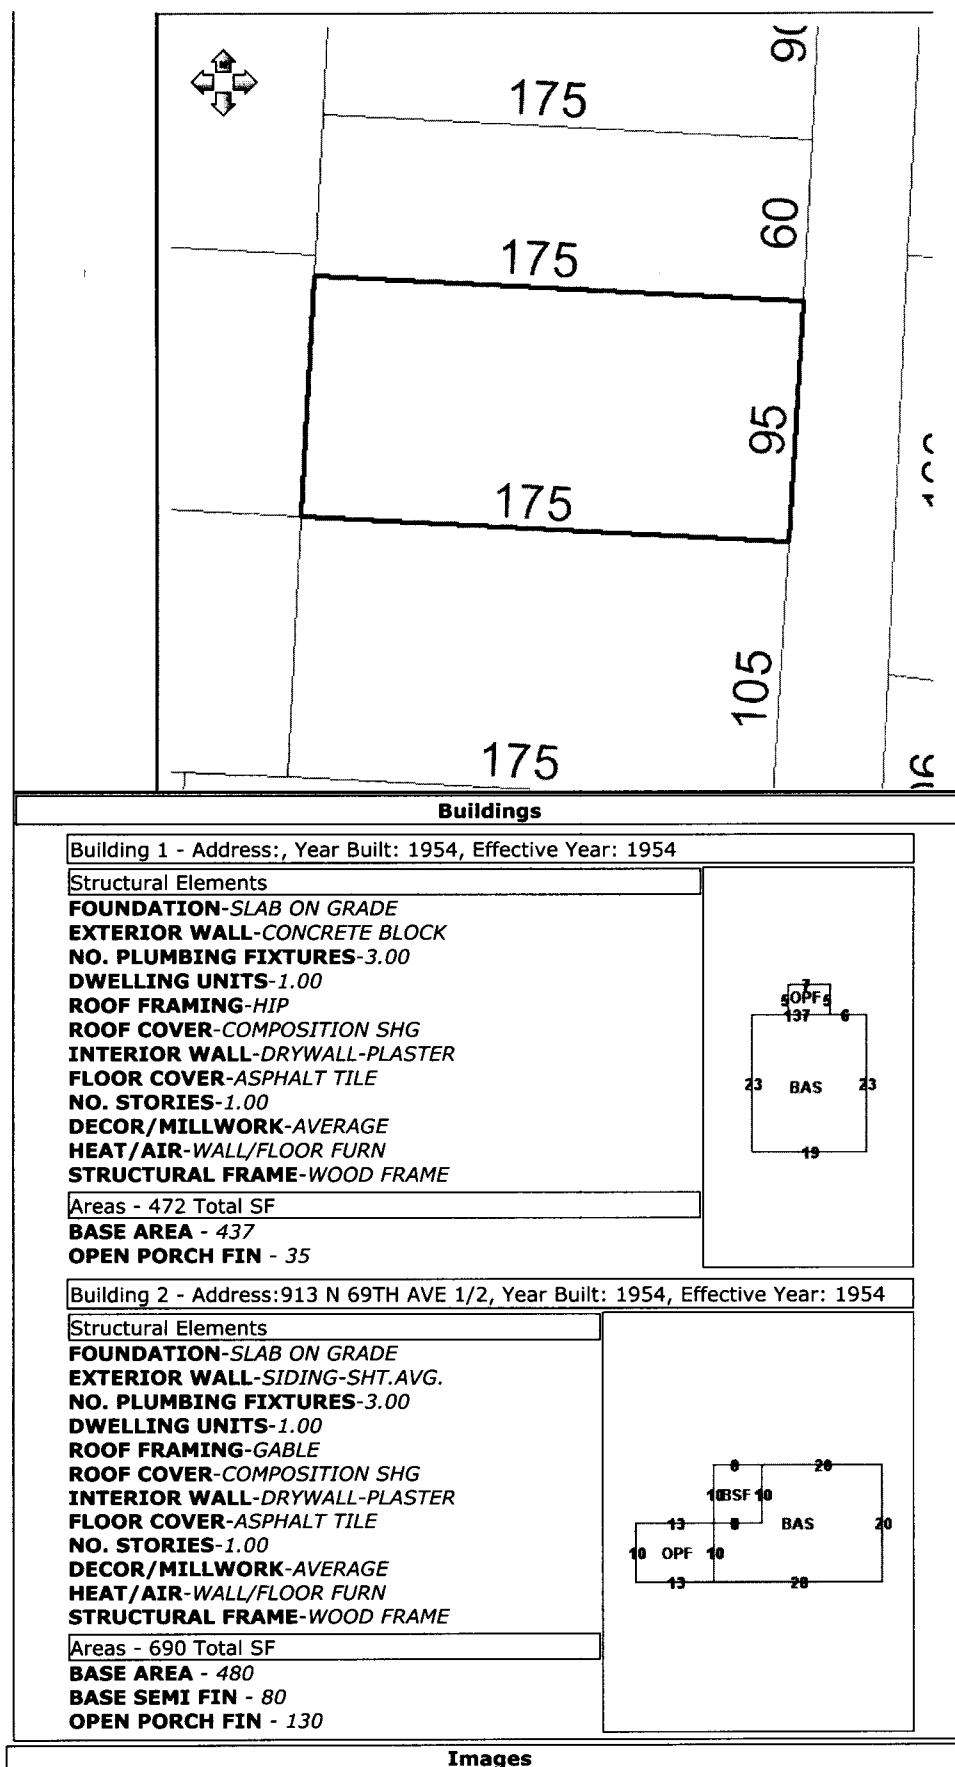 90
175
60
175
95
175
105
175
Buildings
Building 1 - Address:, Year Built: 1954, Effective Year: 1954
Structural Elements
FOUNDATION-SLAB ON GRADE
EXTERIOR WALL-CONCRETE BLOCK
NO. PLUMBING FIXTURES-3.00
DWELLING UNITS-1.00
ROOF FRAMING-HIP
ROOF COVER-COMPOSITION SHG
INTERIOR WALL-DRYWALL-PLASTER
FLOOR COVER-ASPHALT TILE
NO. STORIES-1.00
DECOR/MILLWORK-AVERAGE
HEAT/AIR-WALL/FLOOR FURN
STRUCTURAL FRAME-WOOD FRAME
7
5 OPF 5
137 6
23 BAS 23
19
Areas - 472 Total SF
BASE AREA - 437
OPEN PORCH FIN - 35
Building 2 - Address:913 N 69TH AVE 1/2, Year Built: 1954, Effective Year: 1954
Structural Elements
FOUNDATION-SLAB ON GRADE
EXTERIOR WALL-SIDING-SHT.AVG.
NO. PLUMBING FIXTURES-3.00
DWELLING UNITS-1.00
ROOF FRAMING-GABLE
ROOF COVER-COMPOSITION SHG
INTERIOR WALL-DRYWALL-PLASTER
FLOOR COVER-ASPHALT TILE
NO. STORIES-1.00
DECOR/MILLWORK-AVERAGE
HEAT/AIR-WALL/FLOOR FURN
STRUCTURAL FRAME-WOOD FRAME
8 20
10 BSF 10
13 8 BAS 20
10 OPF 10
13 28
Areas - 690 Total SF
BASE AREA - 480
BASE SEMI FIN - 80
OPEN PORCH FIN - 130
Images